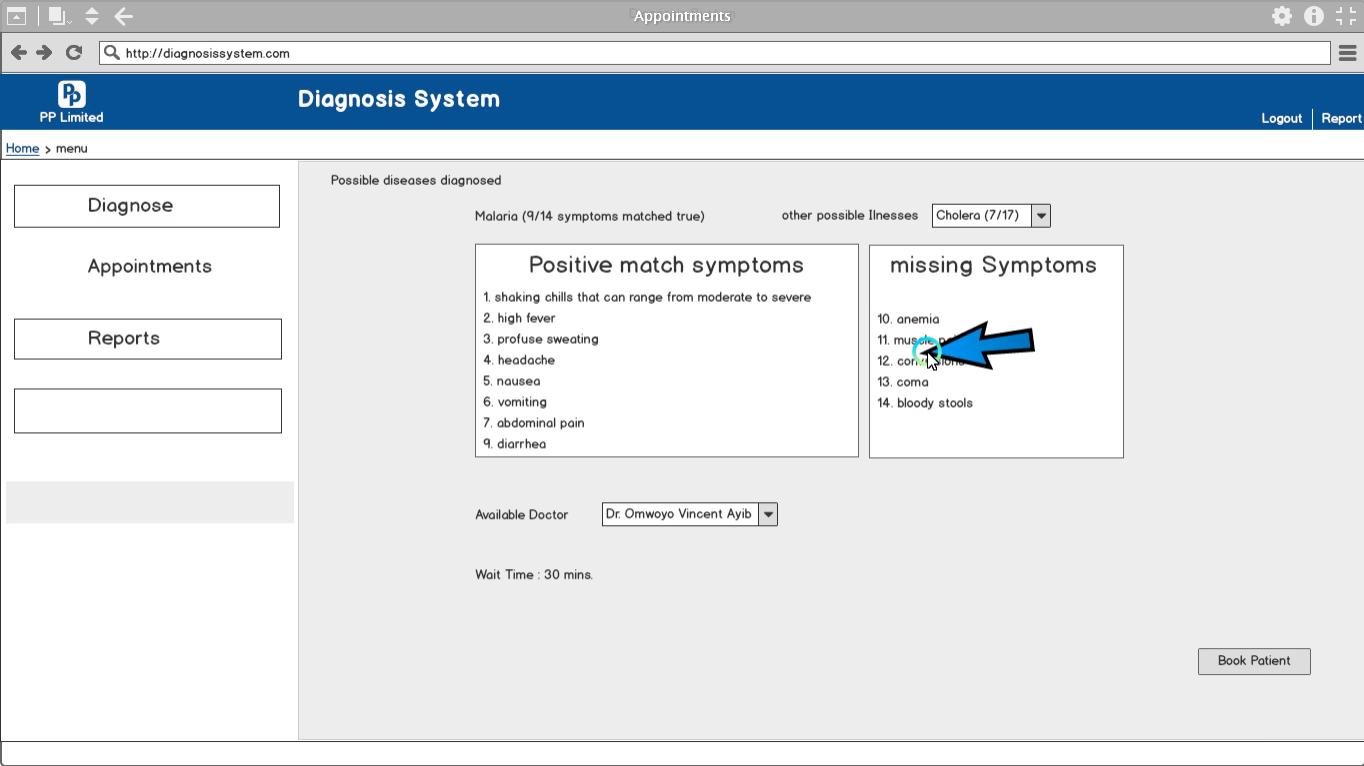 Appointments
http://diagnosissystem.com
Pp
PP Limited
Diagnosis System
Logout
Report
Home > menu
Diagnose
Appointments
Reports
Possible diseases diagnosed
Malaria (9/14 symptoms matched true)
other possible Ilnesses
Cholera (7/17)
Positive match symptoms
1. shaking chills that can range from moderate to severe
2. high fever
3. profuse sweating
4. headache
5. nausea
6. vomiting
7. abdominal pain
9. diarrhea
missing Symptoms
10. anemia
11.
12.
13. coma
14. bloody stools
Available Doctor
Dr. Omwoyo Vincent Ayib
Wait Time : 30 mins.
Book Patient